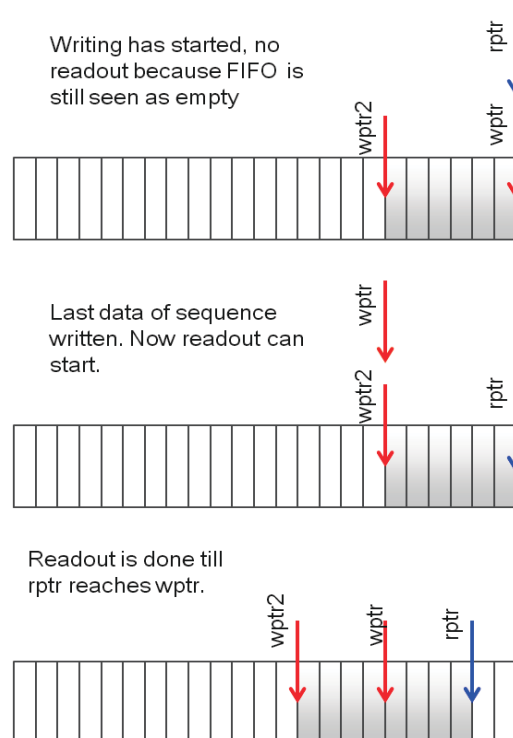 Writing has started, no
readout because FIFO is
still seen as empty
rptr
wptr
wptr2
Last data of sequence
written. Now readout can
start.
wptr
wptr2
rptr
Readout is done till
rptr reaches wptr.
wptr2
wptr
rptr